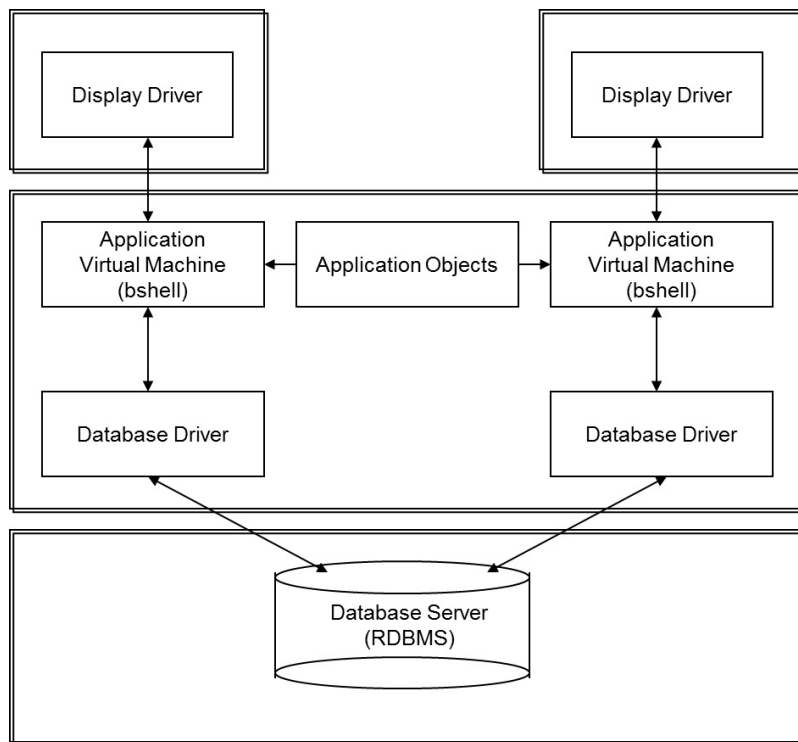 Display Driver
Display Driver
Application
Virtual Machine
(bshell)
Application Objects
Application
Virtual Machine
(bshell)
Database Driver
Database Driver
Database Server
(RDBMS)